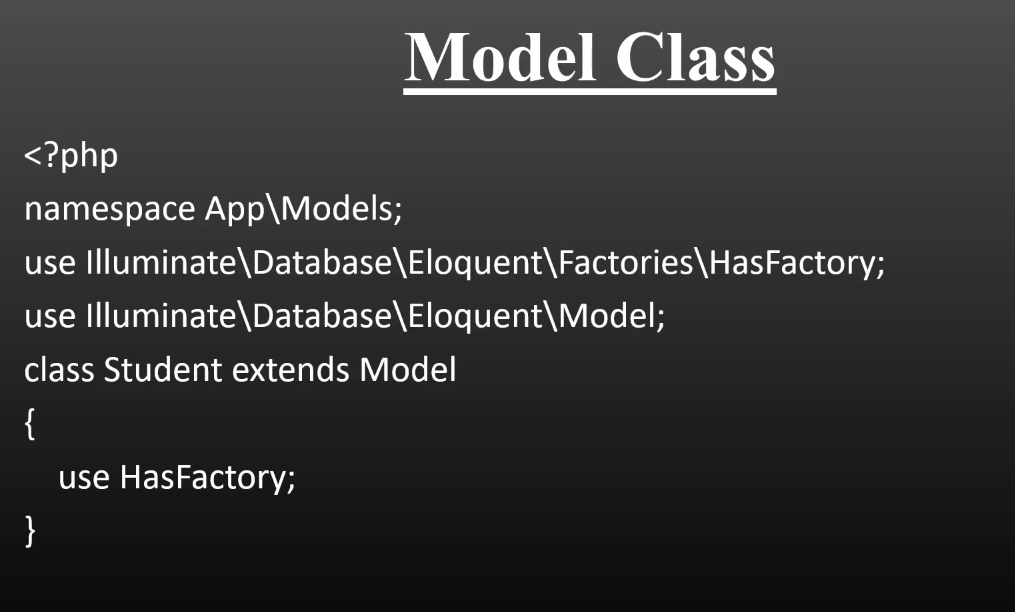 Model Class
<?php
namespace App\Models;
use Illuminate\Database\Eloquent\Factories\HasFactory;
use Illuminate\Database\Eloquent\Model;
class Student extends Model
{
use HasFactory;
}